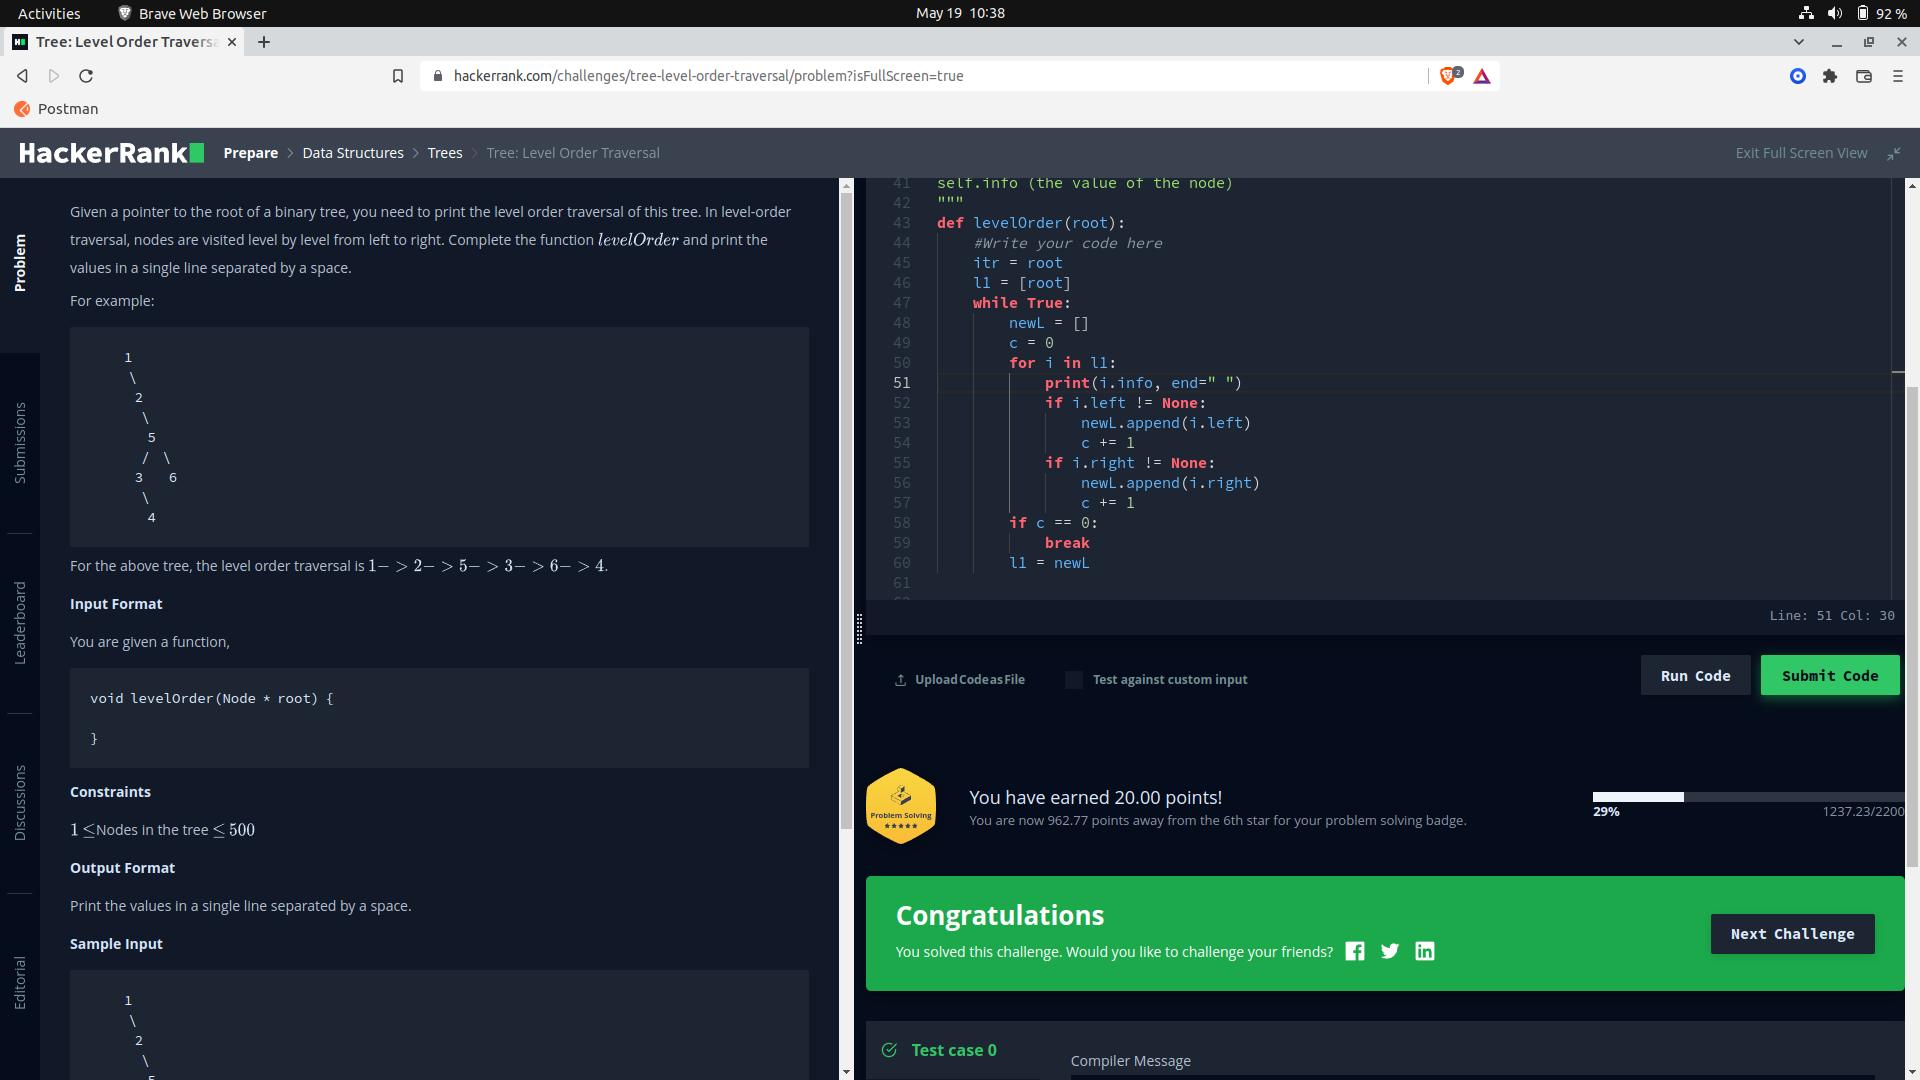 Activities
Brave Web Browser
May 19 10:38
92 %
Tree: Level Order Traversa
hackerrank.com/challenges/tree-level-order-traversal/problem?isFullScreen=true
2
Postman
HackerRank
Prepare > Data Structures > Trees > Tree: Level Order Traversal
Exit Full Screen View
Problem
Submissions
Leaderboard
Discussions
Editorial
Given a pointer to the root of a binary tree, you need to print the level order traversal of this tree. In level-order
traversal, nodes are visited level by level from left to right. Complete the function levelOrder and print the
values in a single line separated by a space.
For example:
1
\
2
\
5
/ \
3 6
\
4
For the above tree, the level order traversal is 1− > 2− > 5− > 3− > 6− > 4.
Input Format
You are given a function,
void levelOrder(Node * root) {
}
Constraints
1 ≤Nodes in the tree ≤ 500
Output Format
Print the values in a single line separated by a space.
Sample Input
1
\
2
\
5
41 self.info (the value of the node)
42 """
43 def levelOrder(root):
44 #Write your code here
45 itr = root
46 l1 = [root]
47 while True:
48 newL = []
49 c = 0
50 for i in l1:
51 print(i.info, end=" ")
52 if i.left != None:
53 newL.append(i.left)
54 c += 1
55 if i.right != None:
56 newL.append(i.right)
57 c += 1
58 if c == 0:
59 break
60 l1 = newL
61
Line: 51 Col: 30
Upload Code as File
Test against custom input
Run Code
Submit Code
Problem Solving
You have earned 20.00 points!
You are now 962.77 points away from the 6th star for your problem solving badge.
29%
1237.23/2200
Congratulations
You solved this challenge. Would you like to challenge your friends?
Next Challenge
Test case 0
Compiler Message